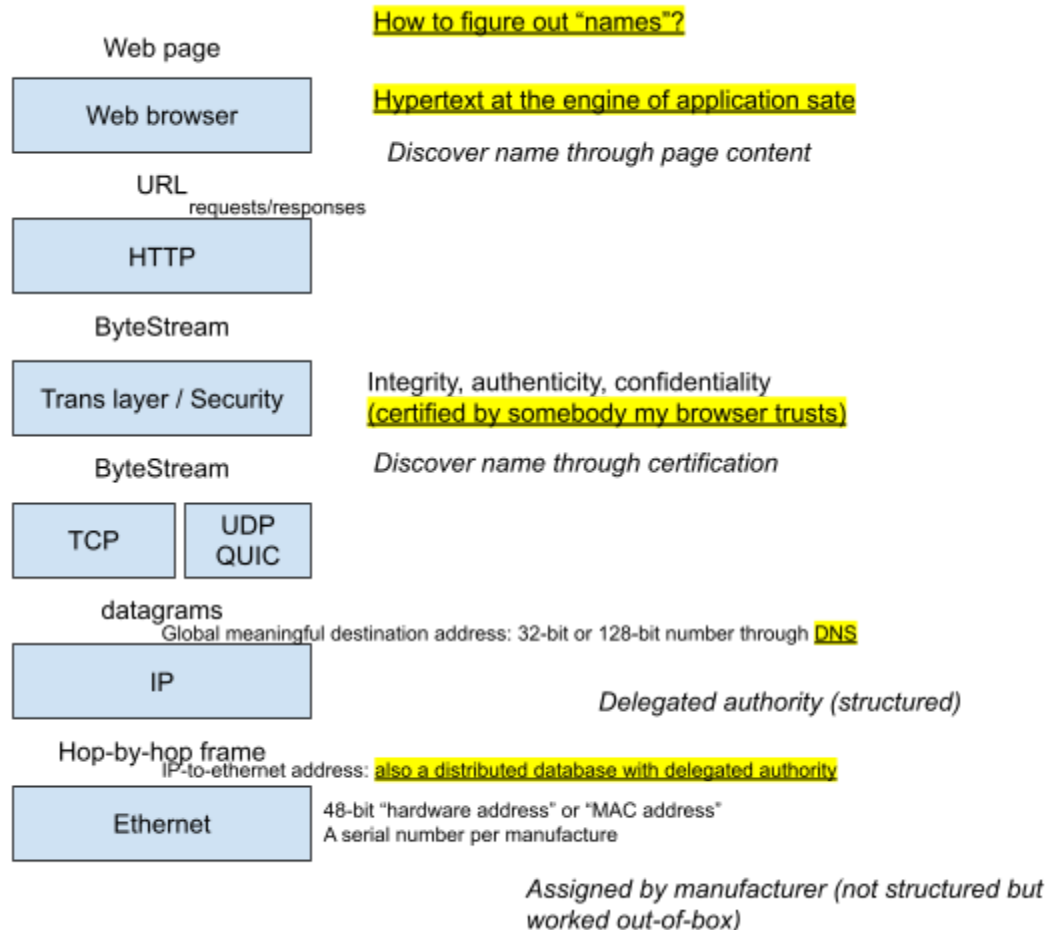 How to figure out “names”?
Web page
Web browser
Hypertext at the engine of application sate
Discover name through page content
URL
requests/responses
HTTP
ByteStream
Trans layer / Security
Integrity, authenticity, confidentiality
(certified by somebody my browser trusts)
ByteStream
Discover name through certification
TCP
UDP
QUIC
datagrams
Global meaningful destination address: 32-bit or 128-bit number through DNS
IP
Delegated authority (structured)
Hop-by-hop frame
IP-to-ethernet address: also a distributed database with delegated authority
Ethernet
48-bit “hardware address” or “MAC address”
A serial number per manufacture
Assigned by manufacturer (not structured but
worked out-of-box)